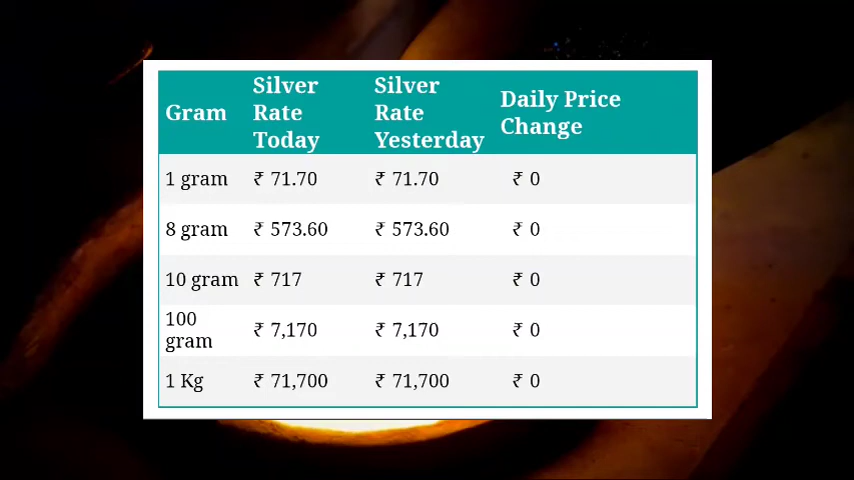 Gram Silver Rate Today Silver Rate Yesterday Daily Price Change
1 gram ₹ 71.70 ₹ 71.70 ₹ 0
8 gram ₹ 573.60 ₹ 573.60 ₹ 0
10 gram ₹ 717 ₹ 717 ₹ 0
100 gram ₹ 7,170 ₹ 7,170 ₹ 0
1 Kg ₹ 71,700 ₹ 71,700 ₹ 0